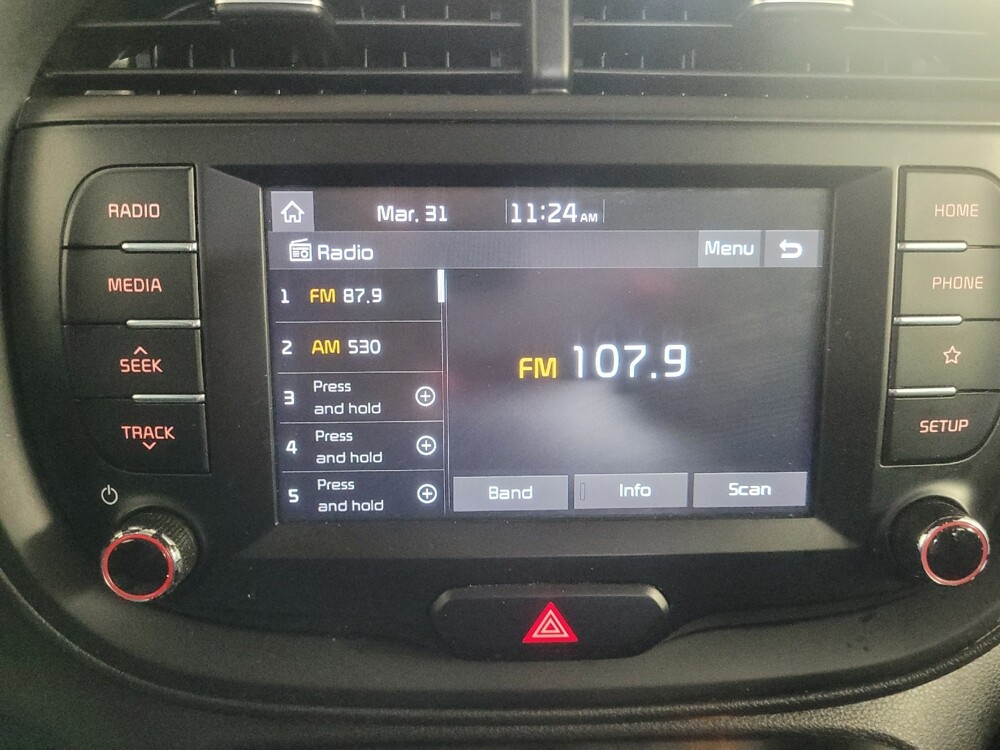 Mar. 31 11:24 AM
Radio Menu
1 FM 87.9
2 AM 530
3 Press
and hold
4 Press
and hold
5 Press
and hold
FM 107.9
Band Info Scan
RADIO
MEDIA
SEEK
TRACK
HOME
PHONE
SETUP